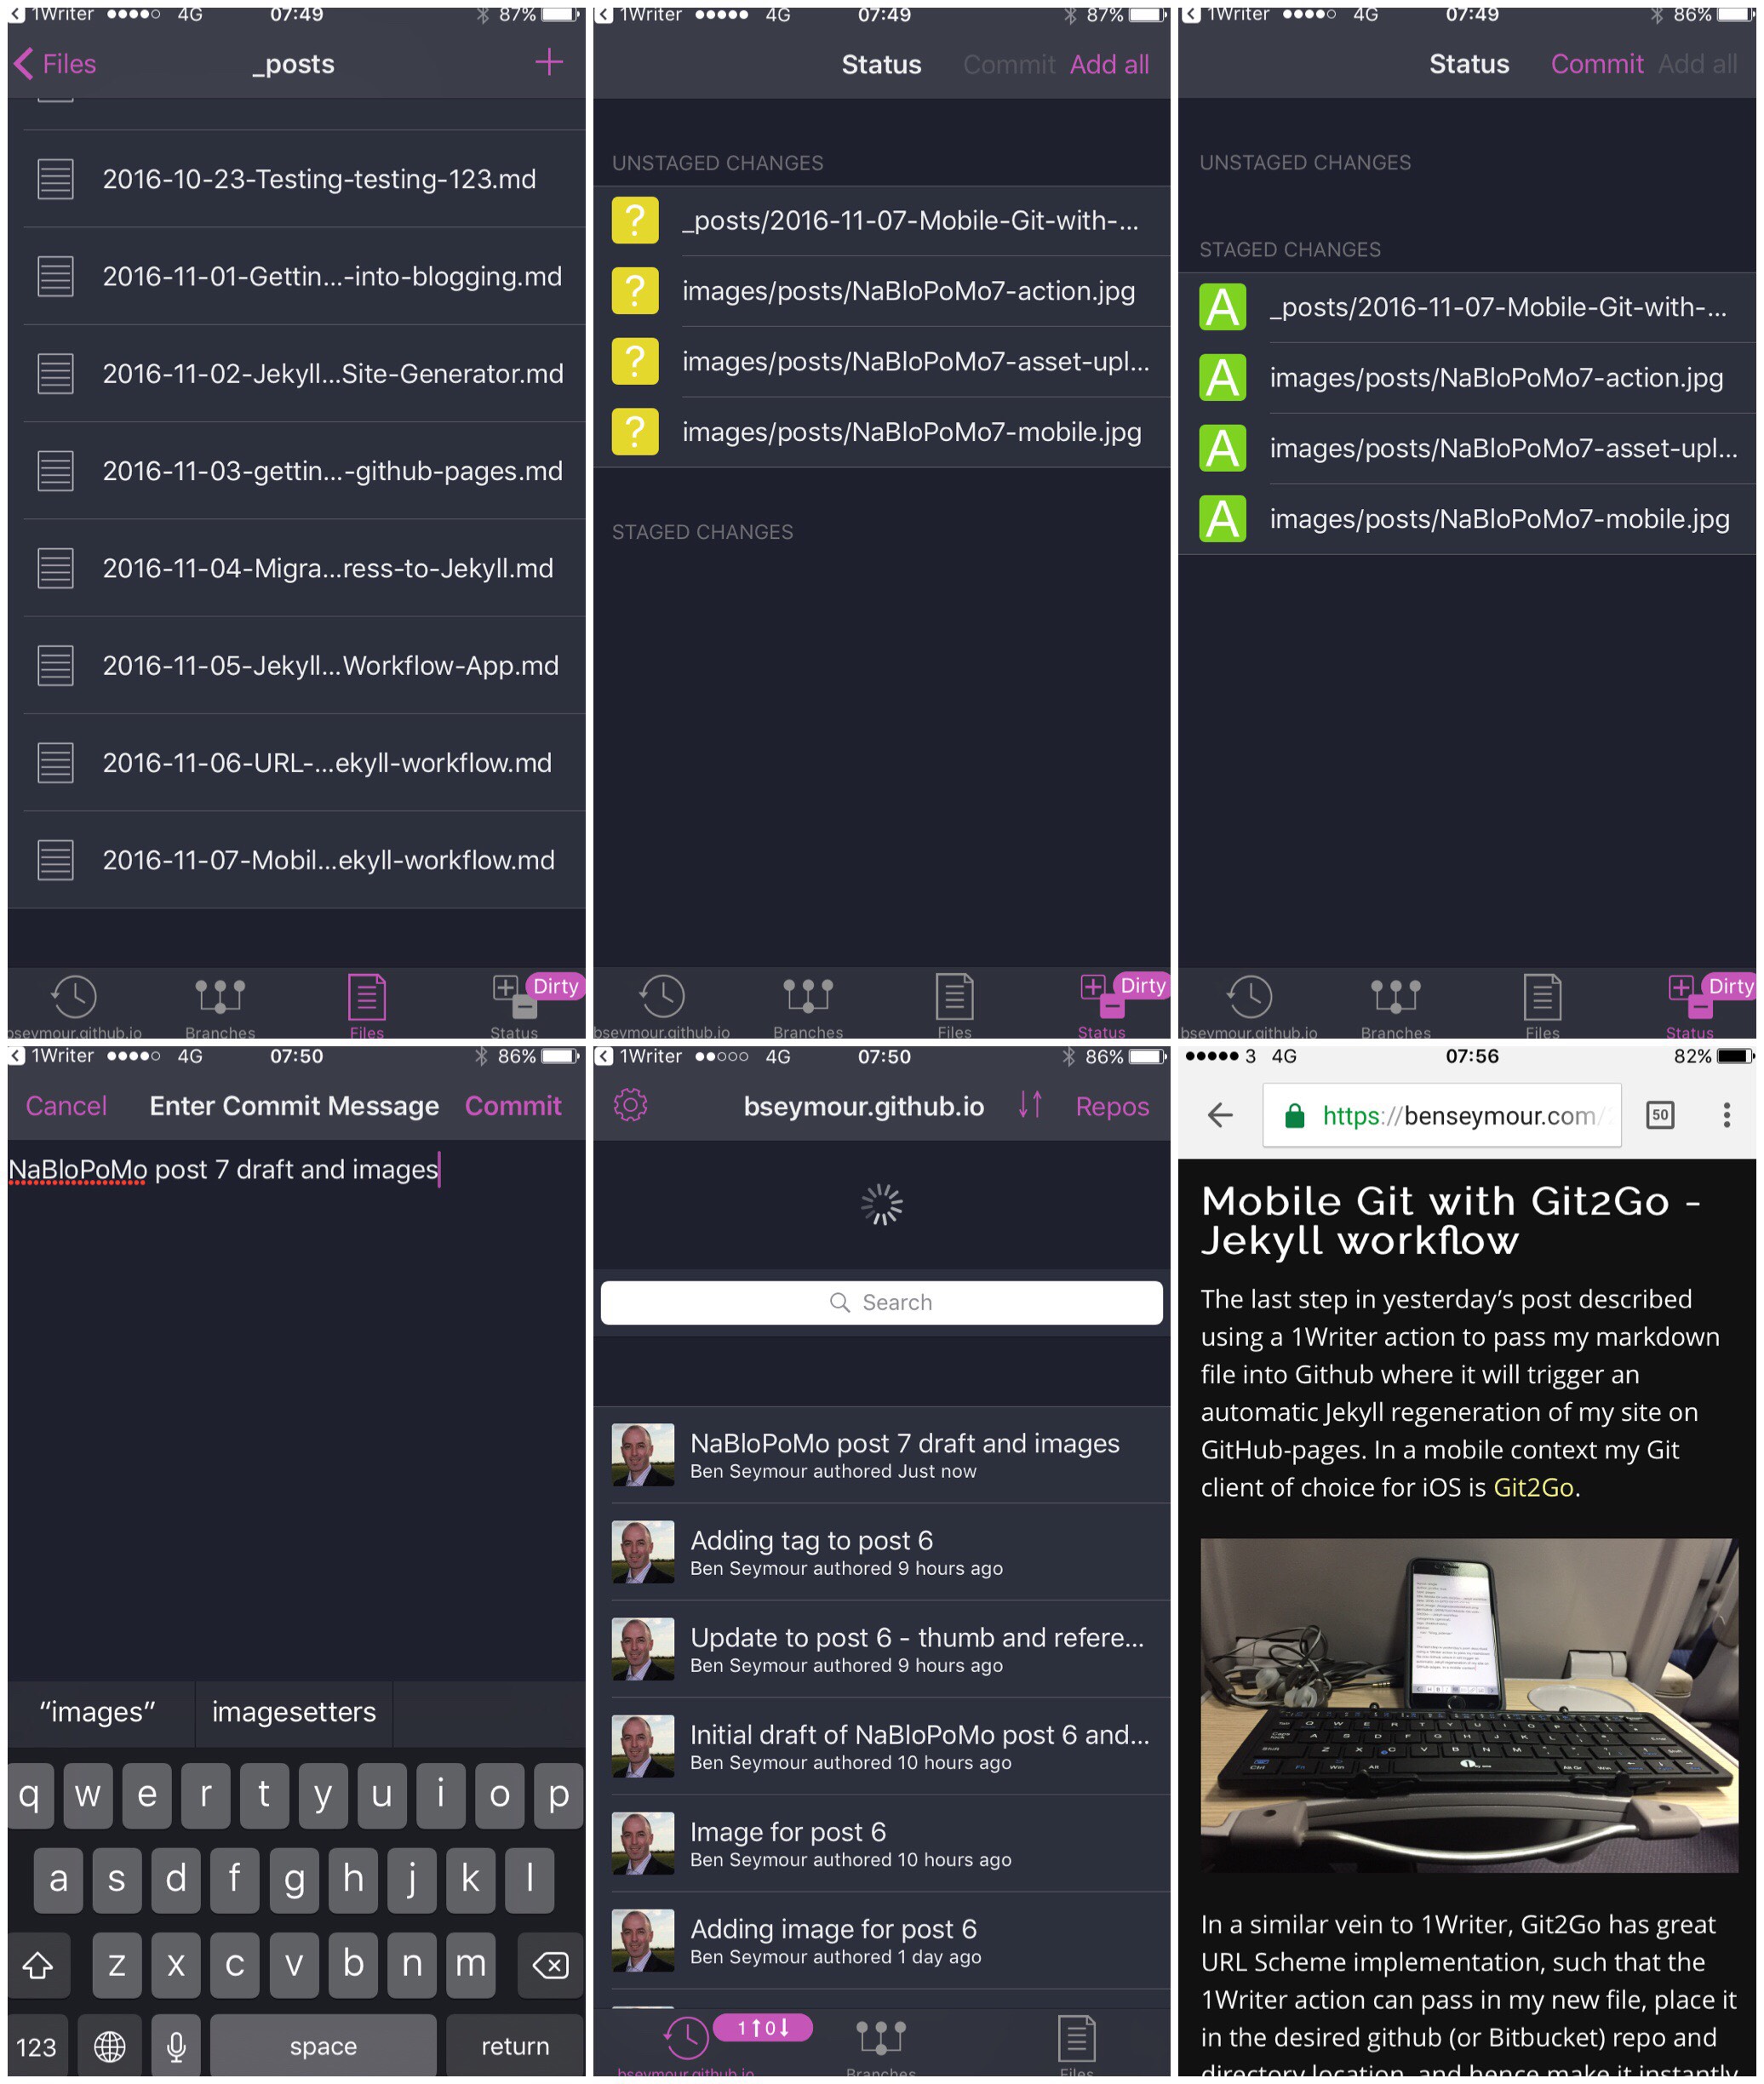 1Writer 4G 07:49 87%
Files _posts +
2016-10-23-Testing-testing-123.md
2016-11-01-Gettin...-into-blogging.md
2016-11-02-Jekyll...Site-Generator.md
2016-11-03-gettin...-github-pages.md
2016-11-04-Migra...ress-to-Jekyll.md
2016-11-05-Jekyll...Workflow-App.md
2016-11-06-URL-...ekyll-workflow.md
2016-11-07-Mobil...ekyll-workflow.md
Dirty
bseymour.github.io Branches Files Status
1Writer 4G 07:49 87%
Status Commit Add all
UNSTAGED CHANGES
? _posts/2016-11-07-Mobile-Git-with-...
? images/posts/NaBloPoMo7-action.jpg
? images/posts/NaBloPoMo7-asset-upl...
? images/posts/NaBloPoMo7-mobile.jpg
STAGED CHANGES
Dirty
bseymour.github.io Branches Files Status
1Writer 4G 07:49 86%
Status Commit Add all
UNSTAGED CHANGES
STAGED CHANGES
A _posts/2016-11-07-Mobile-Git-with-...
A images/posts/NaBloPoMo7-action.jpg
A images/posts/NaBloPoMo7-asset-upl...
A images/posts/NaBloPoMo7-mobile.jpg
Dirty
bseymour.github.io Branches Files Status
1Writer 4G 07:50 86%
Cancel Enter Commit Message Commit
NaBloPoMo post 7 draft and images
“images” imagesetters
q w e r t y u i o p
a s d f g h j k l
z x c v b n m
123 space return
1Writer 4G 07:50 86%
bseymour.github.io Repos
Search
NaBloPoMo post 7 draft and images
Ben Seymour authored Just now
Adding tag to post 6
Ben Seymour authored 9 hours ago
Update to post 6 - thumb and refere...
Ben Seymour authored 9 hours ago
Initial draft of NaBloPoMo post 6 and...
Ben Seymour authored 10 hours ago
Image for post 6
Ben Seymour authored 10 hours ago
Adding image for post 6
Ben Seymour authored 1 day ago
1↑0↓
bseymour.github.io Branches Files
3 4G 07:56 82%
https://benseymour.com/ 50
Mobile Git with Git2Go -
Jekyll workflow
The last step in yesterday’s post described
using a 1Writer action to pass my markdown
file into Github where it will trigger an
automatic Jekyll regeneration of my site on
GitHub-pages. In a mobile context my Git
client of choice for iOS is Git2Go.
In a similar vein to 1Writer, Git2Go has great
URL Scheme implementation, such that the
1Writer action can pass in my new file, place it
in the desired github (or Bitbucket) repo and
directory location, and hence make it instantly